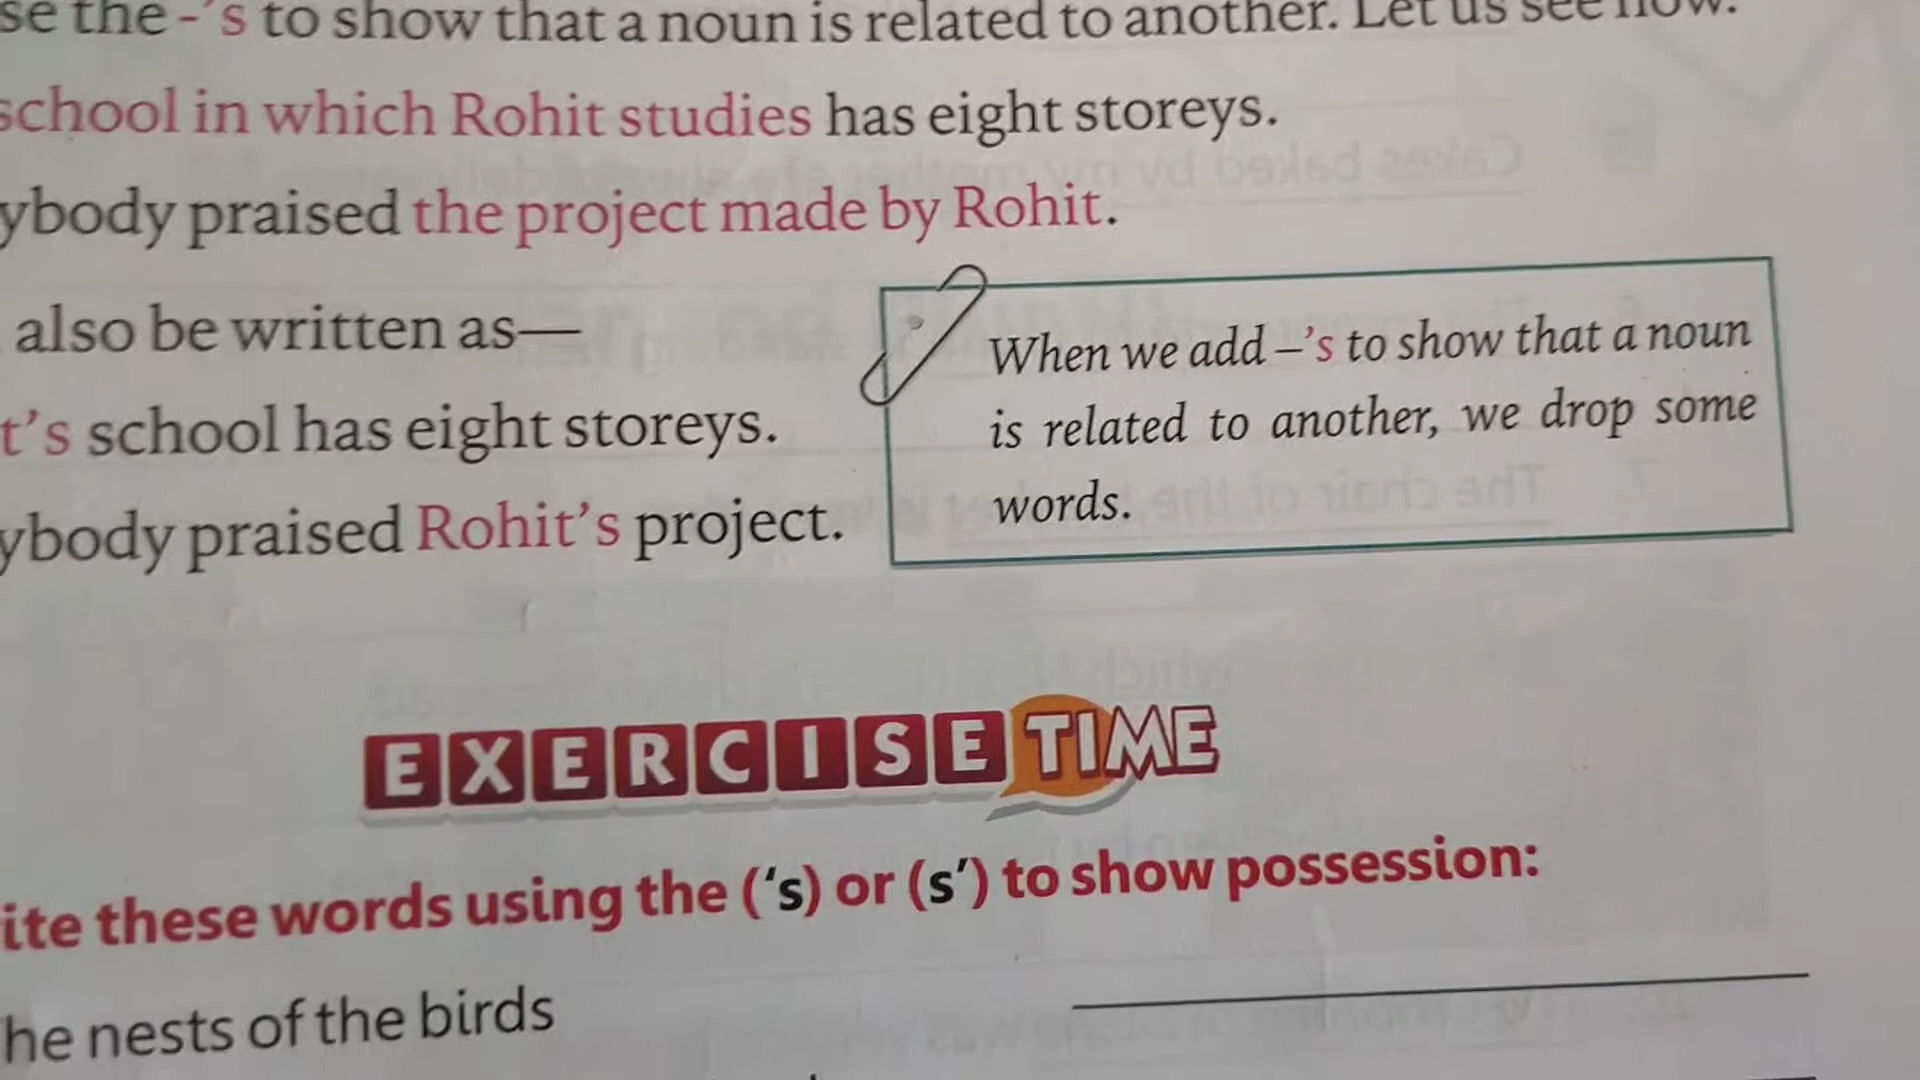 se the -'s to show that a noun is related to another. Let us see how.
school in which Rohit studies has eight storeys.
ybody praised the project made by Rohit.
also be written as—
t's school has eight storeys.
ybody praised Rohit's project.
When we add –'s to show that a noun
is related to another, we drop some
words.
EXERCISE TIME
ite these words using the ('s) or (s') to show possession:
he nests of the birds